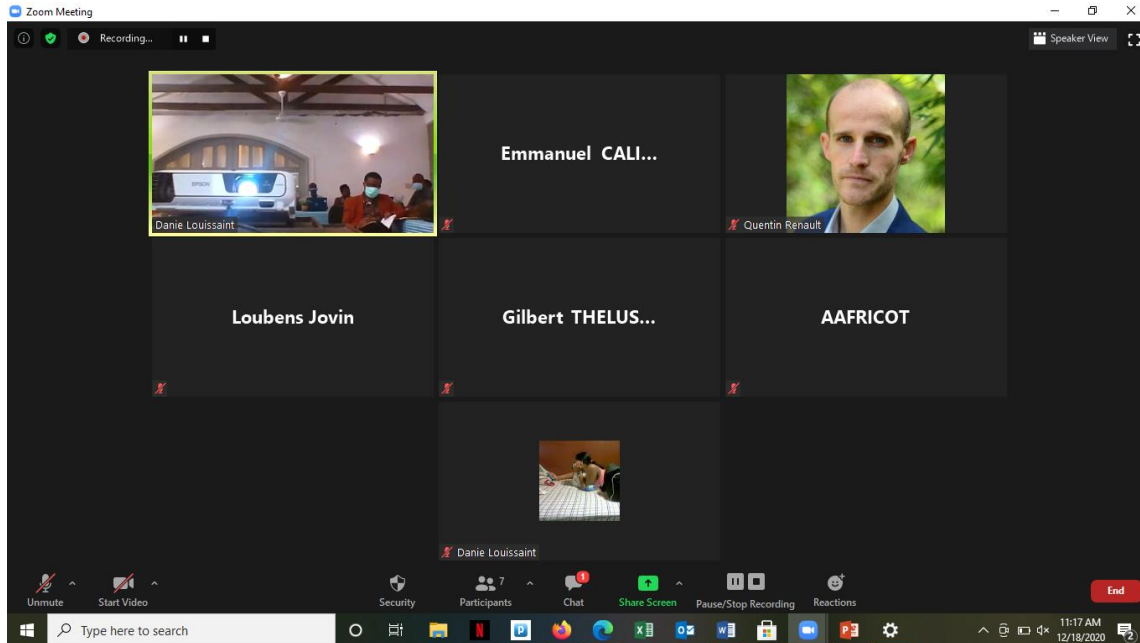 Zoom Meeting
Recording...
Speaker View
EPSON
Danie Louissaint
Emmanuel CALI...
Quentin Renault
Loubens Jovin
Gilbert THELUS...
AAFRICOT
Danie Louissaint
Unmute
Start Video
Security
7
Participants
1
Chat
Share Screen
Pause/Stop Recording
Reactions
End
Type here to search
11:17 AM
12/18/2020